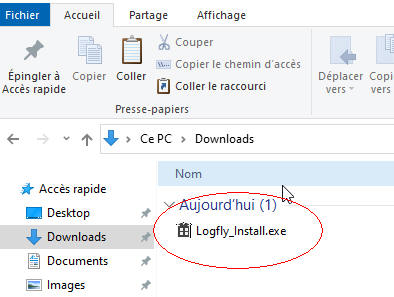 Fichier Accueil Partage Affichage
Épingler à Accès rapide
Copier
Coller
Couper
Copier le chemin d'accès
Coller le raccourci
Déplacer vers
Copi
vers
Presse-papiers
Ce PC > Downloads
Nom
Accès rapide
Desktop
Downloads
Documents
Images
Aujourd'hui (1)
Logfly_Install.exe